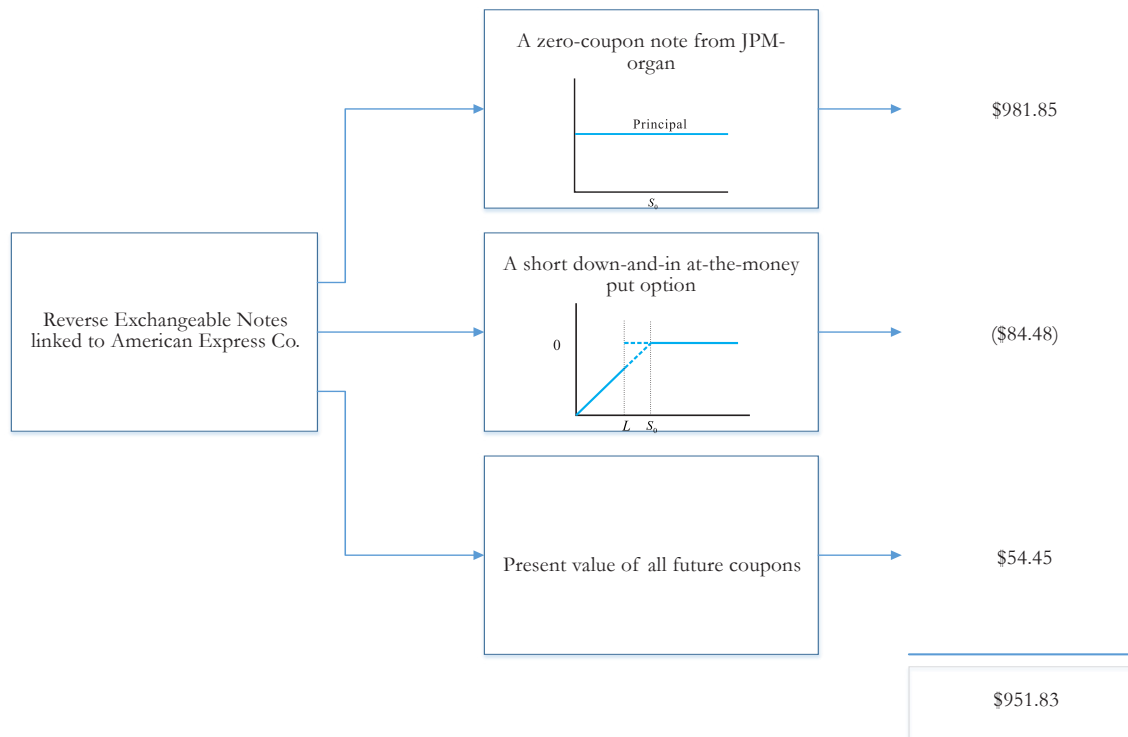 A zero-coupon note from JPM-
organ
Principal
S₀
$981.85
Reverse Exchangeable Notes
linked to American Express Co.
A short down-and-in at-the-money
put option
0
L S₀
($84.48)
Present value of all future coupons
$54.45
$951.83